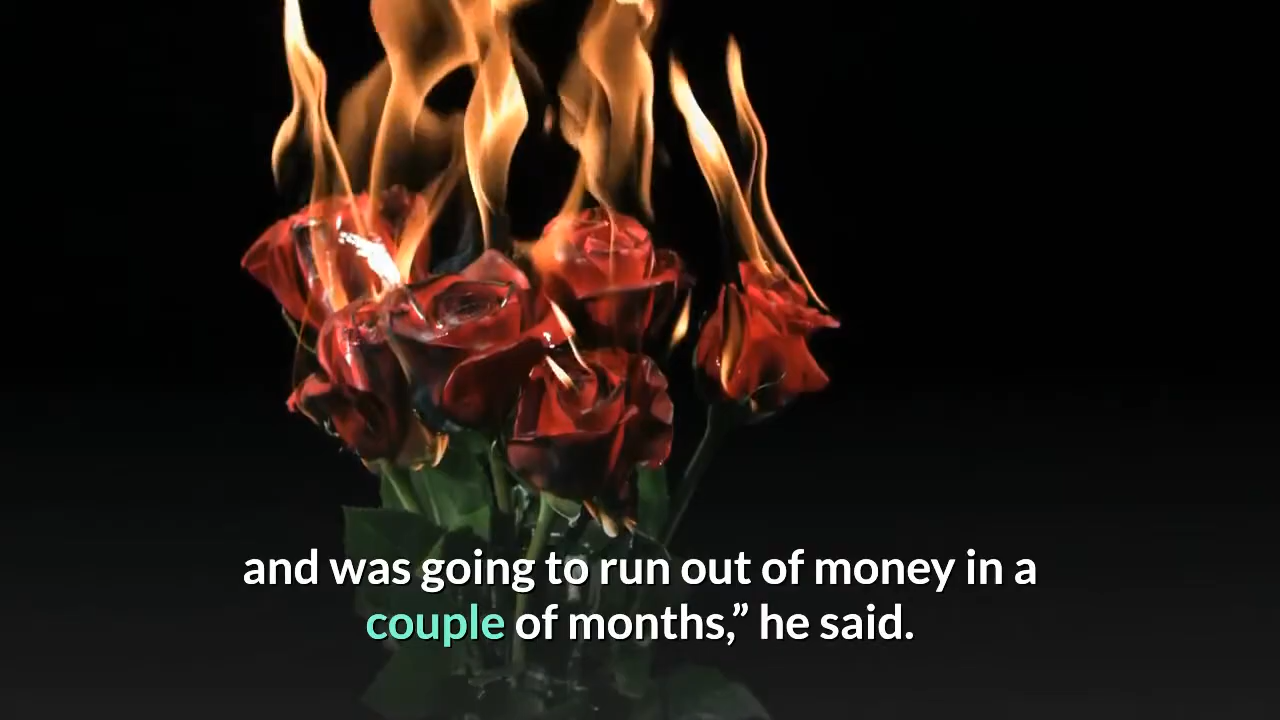 and was going to run out of money in a
couple of months,” he said.